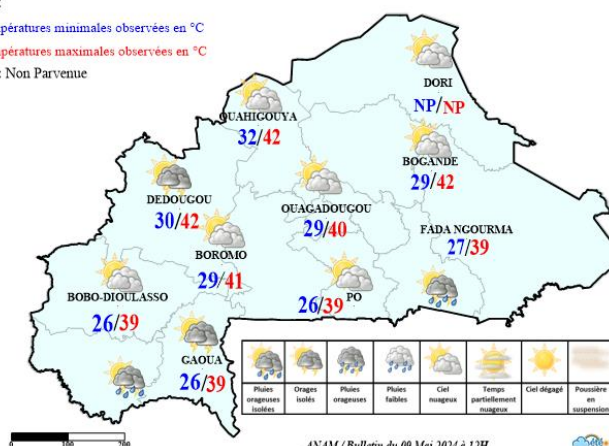 pératures minimales observées en °C
pératures maximales observées en °C
: Non Parvenue
DORI
NP/NP
OUAHIGOUYA
32/42
BOGANDE
29/42
DEDOUGOU
30/42
OUAGADOUGOU
29/40
FADA NGOURMA
27/39
BOROMO
29/41
BOBO-DIOULASSO
26/39
PO
26/39
GAOUA
26/39
Pluies orageuses isolées
Orages isolés
Pluies orageuses
Pluies faibles
Ciel nuageux
Temps partiellement nuageux
Ciel dégagé
Poussière en suspension
0 100 200
ANAM / Bulletin du 09 Mai 2024 à 12H